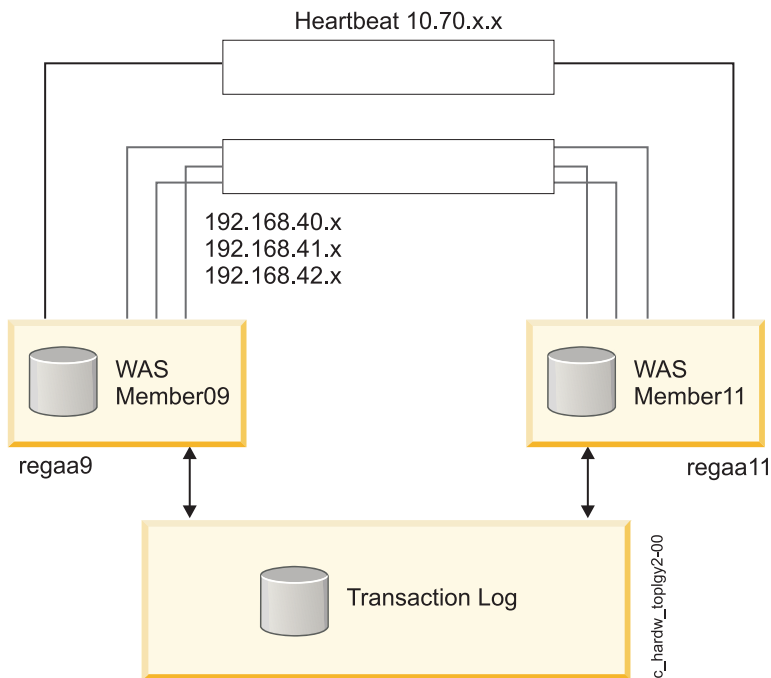 Heartbeat 10.70.x.x
192.168.40.x
192.168.41.x
192.168.42.x
WAS
Member09
WAS
Member11
regaa9
regaa11
Transaction Log
c_hardw_toplgy2-00